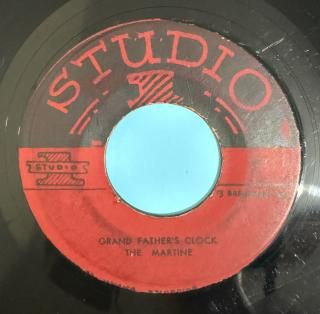 STUDIO
1
STUDIO
GRAND FATHER'S CLOCK
THE MARTINE